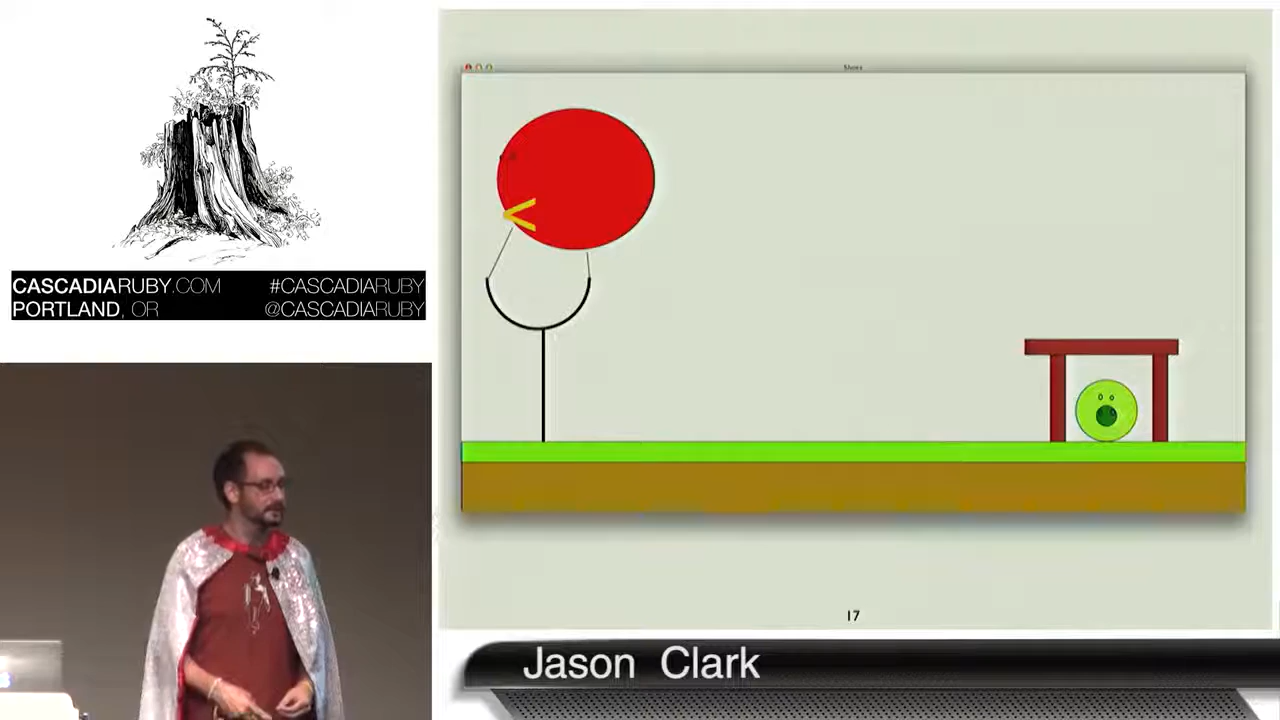 CASCADIARUBY.COM #CASCADIARUBY
PORTLAND, OR @CASCADIARUBY
Shoes
17
Jason Clark